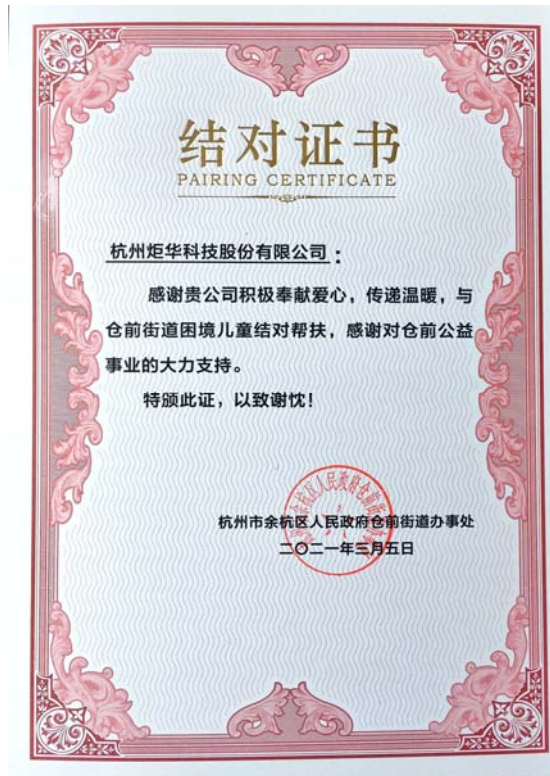 结对证书
PAIRING CERTIFICATE
杭州炬华科技股份有限公司：
感谢贵公司积极奉献爱心，传递温暖，与
仓前街道困境儿童结对帮扶，感谢对仓前公益
事业的大力支持。
特颁此证，以致谢忱！
杭州市余杭区人民政府仓前街道办事处
二〇二一年三月五日